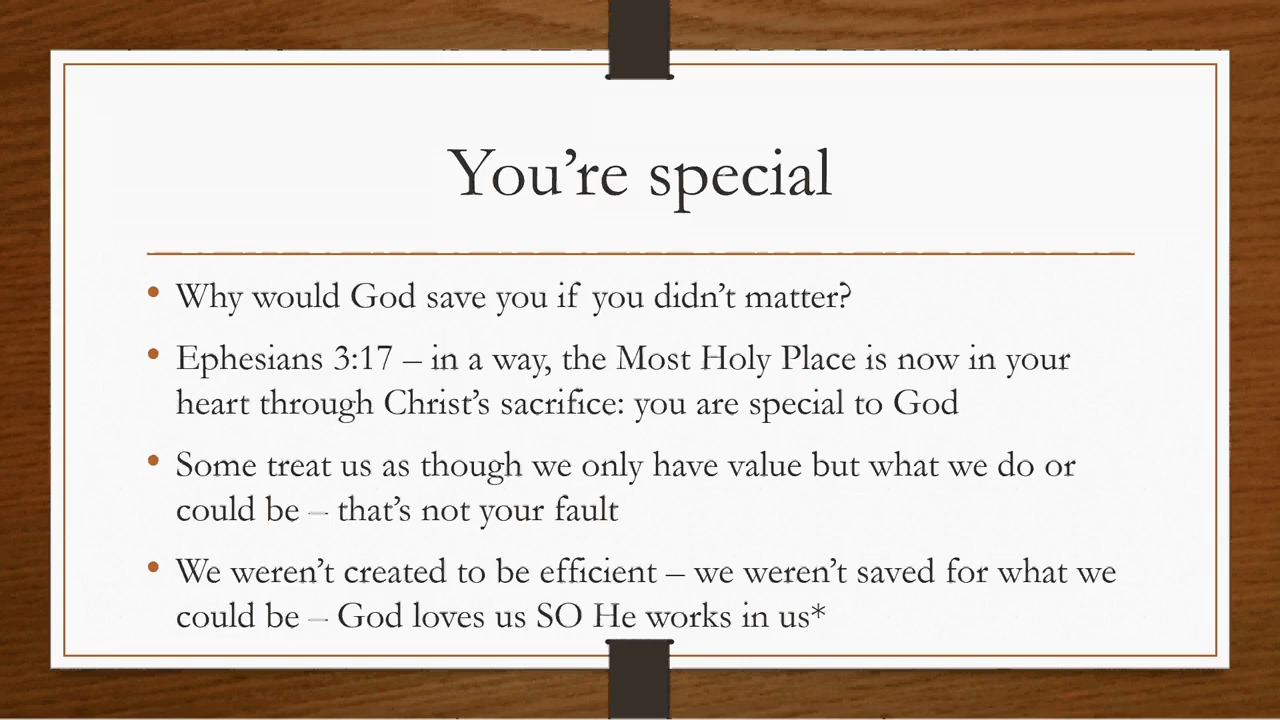 You’re special
• Why would God save you if you didn’t matter?
• Ephesians 3:17 – in a way, the Most Holy Place is now in your
heart through Christ’s sacrifice: you are special to God
• Some treat us as though we only have value but what we do or
could be – that’s not your fault
• We weren’t created to be efficient – we weren’t saved for what we
could be – God loves us SO He works in us*